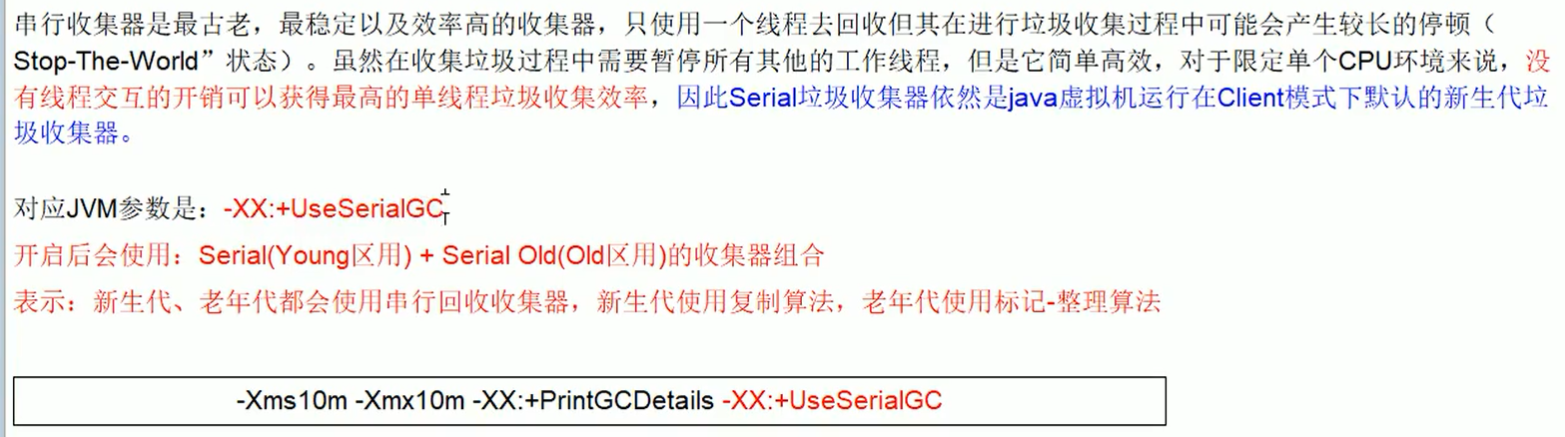 串行收集器是最古老，最稳定以及效率高的收集器，只使用一个线程去回收但其在进行垃圾收集过程中可能会产生较长的停顿（
Stop-The-World”状态）。虽然在收集垃圾过程中需要暂停所有其他的工作线程，但是它简单高效，对于限定单个CPU环境来说，没
有线程交互的开销可以获得最高的单线程垃圾收集效率，因此Serial垃圾收集器依然是java虚拟机运行在Client模式下默认的新生代垃
圾收集器。
对应JVM参数是：-XX:+UseSerialGC
开启后会使用：Serial(Young区用) + Serial Old(Old区用)的收集器组合
表示：新生代、老年代都会使用串行回收收集器，新生代使用复制算法，老年代使用标记-整理算法
-Xms10m -Xmx10m -XX:+PrintGCDetails -XX:+UseSerialGC